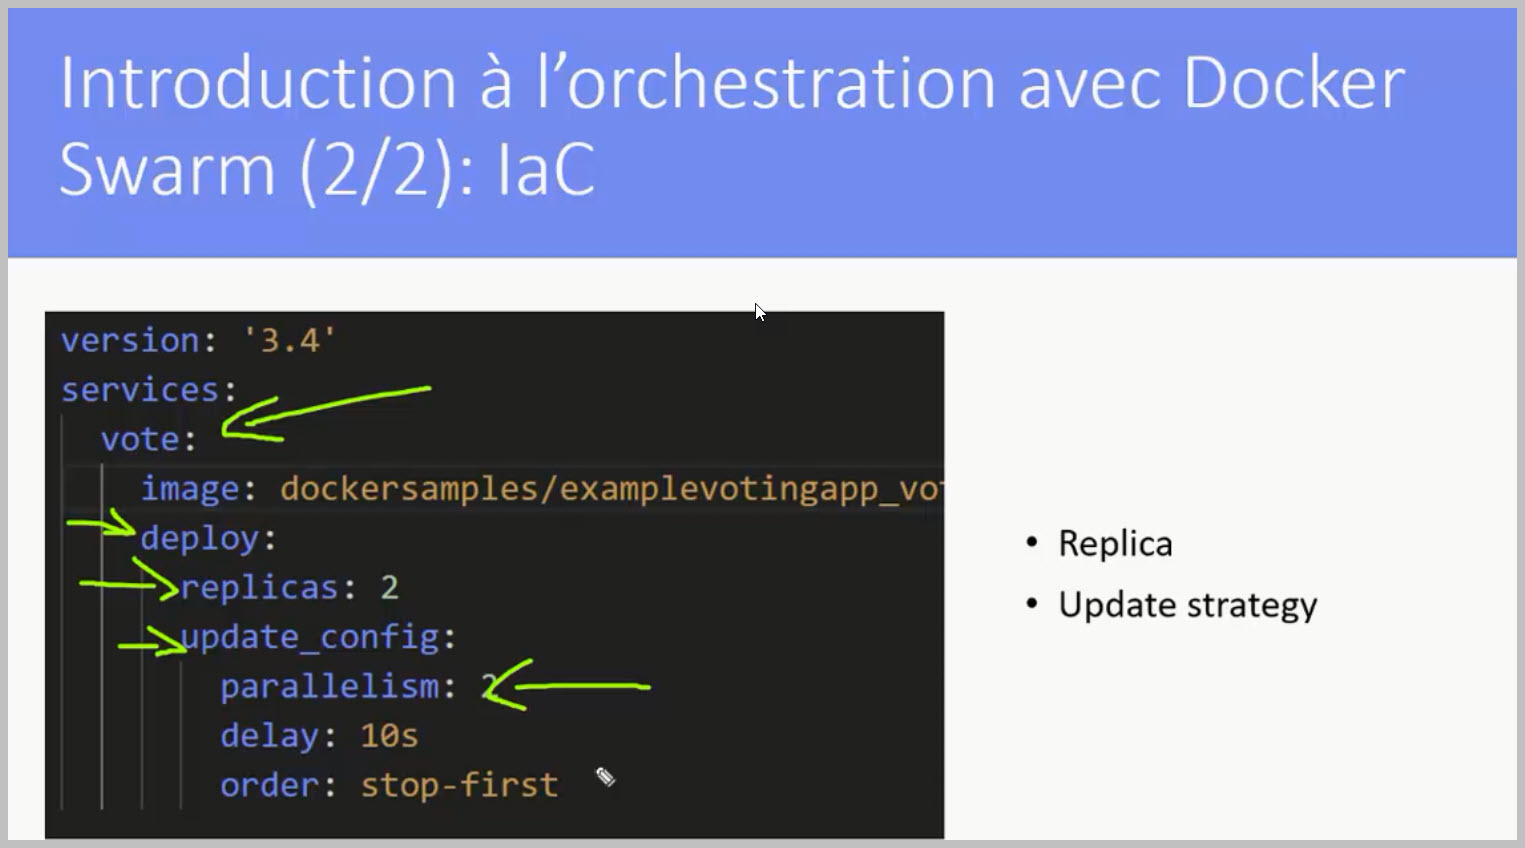 Introduction à l’orchestration avec Docker
Swarm (2/2): IaC
version: '3.4'
services:
vote:
image: dockersamples/examplevotingapp_vo
deploy:
replicas: 2
update_config:
parallelism: 2
delay: 10s
order: stop-first
• Replica
• Update strategy